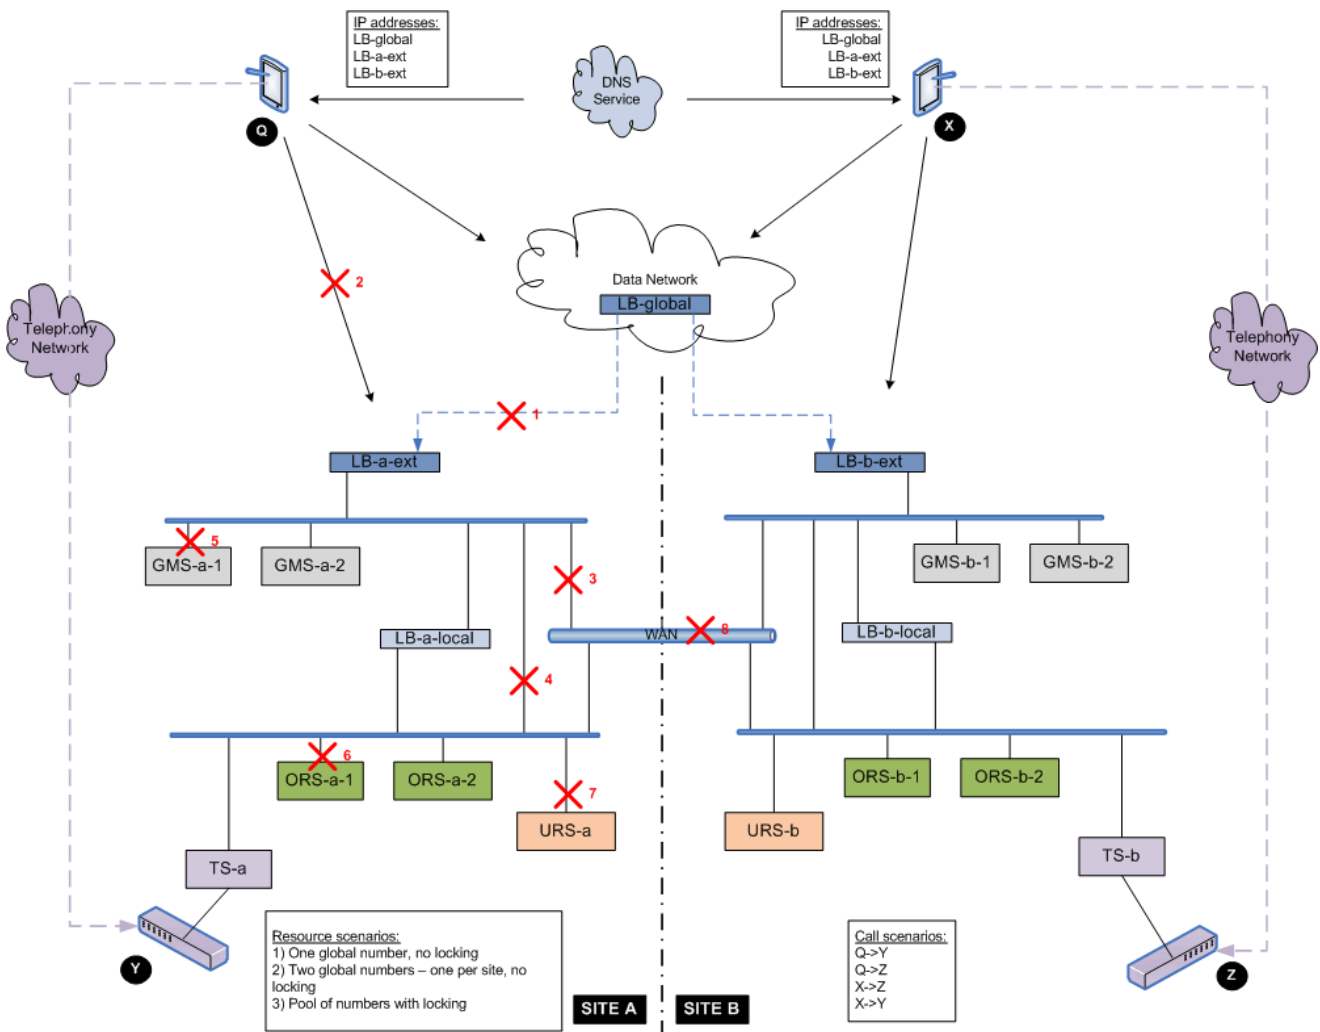 IP addresses:
LB-global
LB-a-ext
LB-b-ext
IP addresses:
LB-global
LB-a-ext
LB-b-ext
DNS
Service
Q
X
2
Data Network
LB-global
Telephony
Network
Telephony
Network
1
LB-a-ext
LB-b-ext
5
GMS-a-1
GMS-a-2
3
GMS-b-1
GMS-b-2
LB-a-local
WAN
8
LB-b-local
4
6
ORS-a-1
ORS-a-2
7
ORS-b-1
ORS-b-2
URS-a
URS-b
TS-a
TS-b
Y
Z
Resource scenarios:
1) One global number, no locking
2) Two global numbers – one per site, no
locking
3) Pool of numbers with locking
Call scenarios:
Q->Y
Q->Z
X->Z
X->Y
SITE A
SITE B